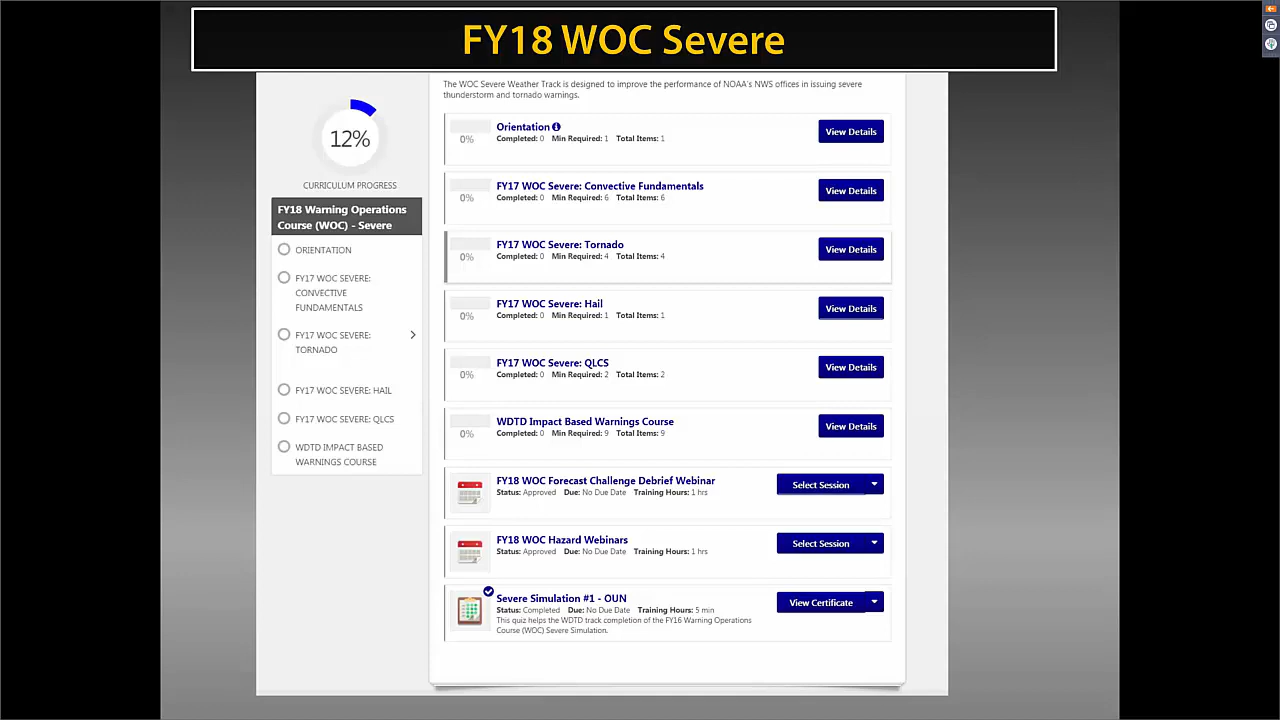 FY18 WOC Severe
12%
CURRICULUM PROGRESS
FY18 Warning Operations
Course (WOC) - Severe
ORIENTATION
FY17 WOC SEVERE:
CONVECTIVE
FUNDAMENTALS
FY17 WOC SEVERE:
TORNADO
FY17 WOC SEVERE: HAIL
FY17 WOC SEVERE: QLCS
WDTD IMPACT BASED
WARNINGS COURSE
The WOC Severe Weather Track is designed to improve the performance of NOAA's NWS offices in issuing severe
thunderstorm and tornado warnings.
0%
Orientation
Completed: 0 Min Required: 1 Total Items: 1
View Details
0%
FY17 WOC Severe: Convective Fundamentals
Completed: 0 Min Required: 6 Total Items: 6
View Details
0%
FY17 WOC Severe: Tornado
Completed: 0 Min Required: 4 Total Items: 4
View Details
0%
FY17 WOC Severe: Hail
Completed: 0 Min Required: 1 Total Items: 1
View Details
0%
FY17 WOC Severe: QLCS
Completed: 0 Min Required: 2 Total Items: 2
View Details
0%
WDTD Impact Based Warnings Course
Completed: 0 Min Required: 9 Total Items: 9
View Details
FY18 WOC Forecast Challenge Debrief Webinar
Status: Approved Due: No Due Date Training Hours: 1 hrs
Select Session
FY18 WOC Hazard Webinars
Status: Approved Due: No Due Date Training Hours: 1 hrs
Select Session
Severe Simulation #1 - OUN
Status: Completed Due: No Due Date Training Hours: 5 min
This quiz helps the WDTD track completion of the FY16 Warning Operations
Course (WOC) Severe Simulation.
View Certificate